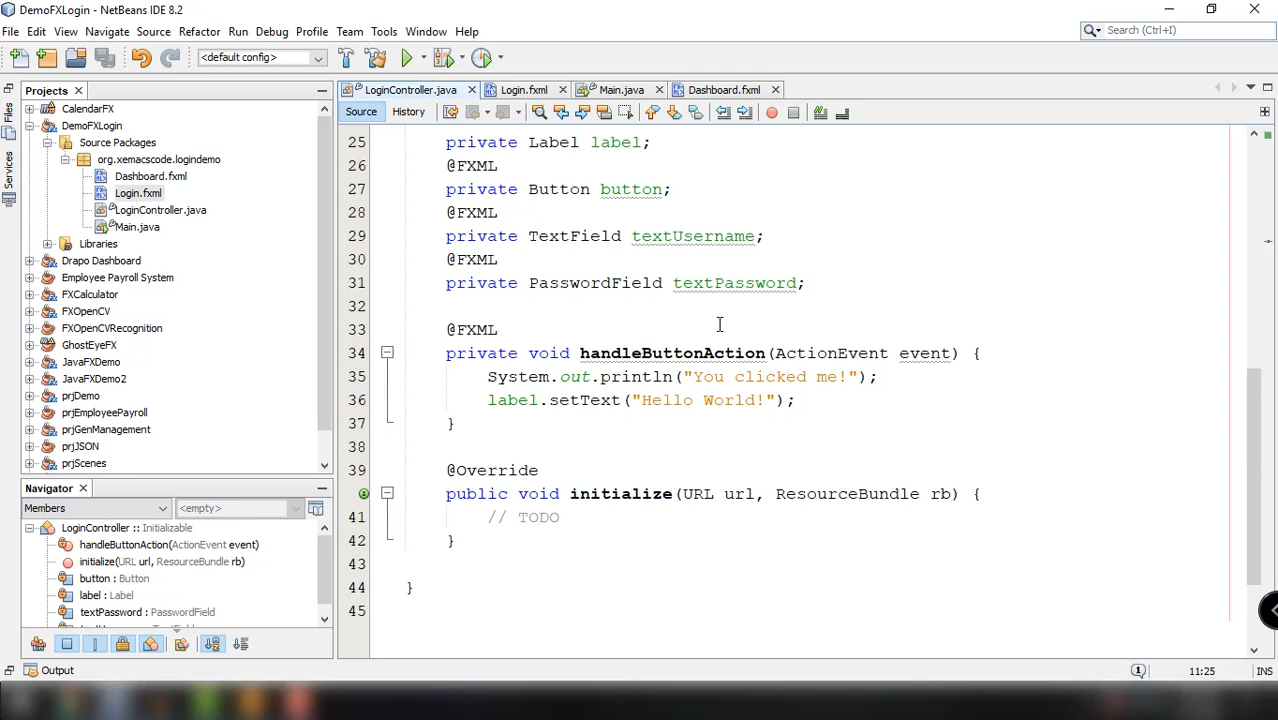 DemoFXLogin - NetBeans IDE 8.2
File Edit View Navigate Source Refactor Run Debug Profile Team Tools Window Help
Search (Ctrl+I)
<default config>
Projects
LoginController.java Login.fxml Main.java Dashboard.fxml
Source History
Files
Services
CalendarFX
DemoFXLogin
Source Packages
org.xemacscode.logindemo
Dashboard.fxml
Login.fxml
LoginController.java
Main.java
Libraries
Drapo Dashboard
Employee Payroll System
FXCalculator
FXOpenCV
FXOpenCVRecognition
GhostEyeFX
JavaFXDemo
JavaFXDemo2
prjDemo
prjEmployeePayroll
prjGenManagement
prjJSON
prjScenes
25 private Label label;
26 @FXML
27 private Button button;
28 @FXML
29 private TextField textUsername;
30 @FXML
31 private PasswordField textPassword;
32
33 @FXML
34 private void handleButtonAction(ActionEvent event) {
35 System.out.println("You clicked me!");
36 label.setText("Hello World!");
37 }
38
39 @Override
public void initialize(URL url, ResourceBundle rb) {
41 // TODO
42 }
43
44 }
45
Navigator
Members <empty>
LoginController :: Initializable
handleButtonAction(ActionEvent event)
initialize(URL url, ResourceBundle rb)
button : Button
label : Label
textPassword : PasswordField
Output
1
11:25 INS